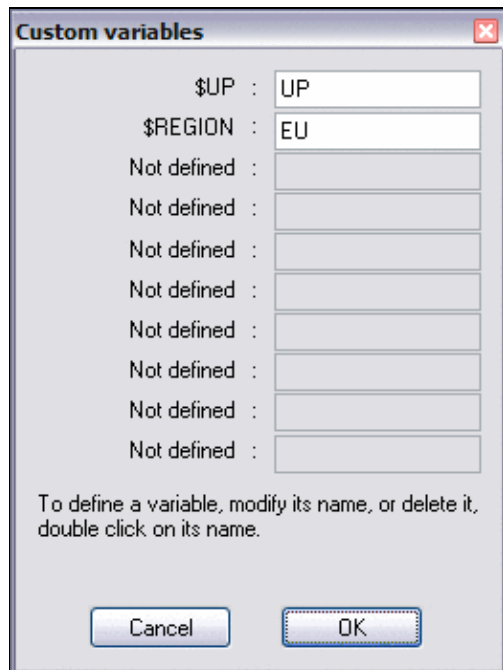 Custom variables
$UP : UP
$REGION : EU
Not defined :
Not defined :
Not defined :
Not defined :
Not defined :
Not defined :
Not defined :
Not defined :
To define a variable, modify its name, or delete it,
double click on its name.
Cancel OK